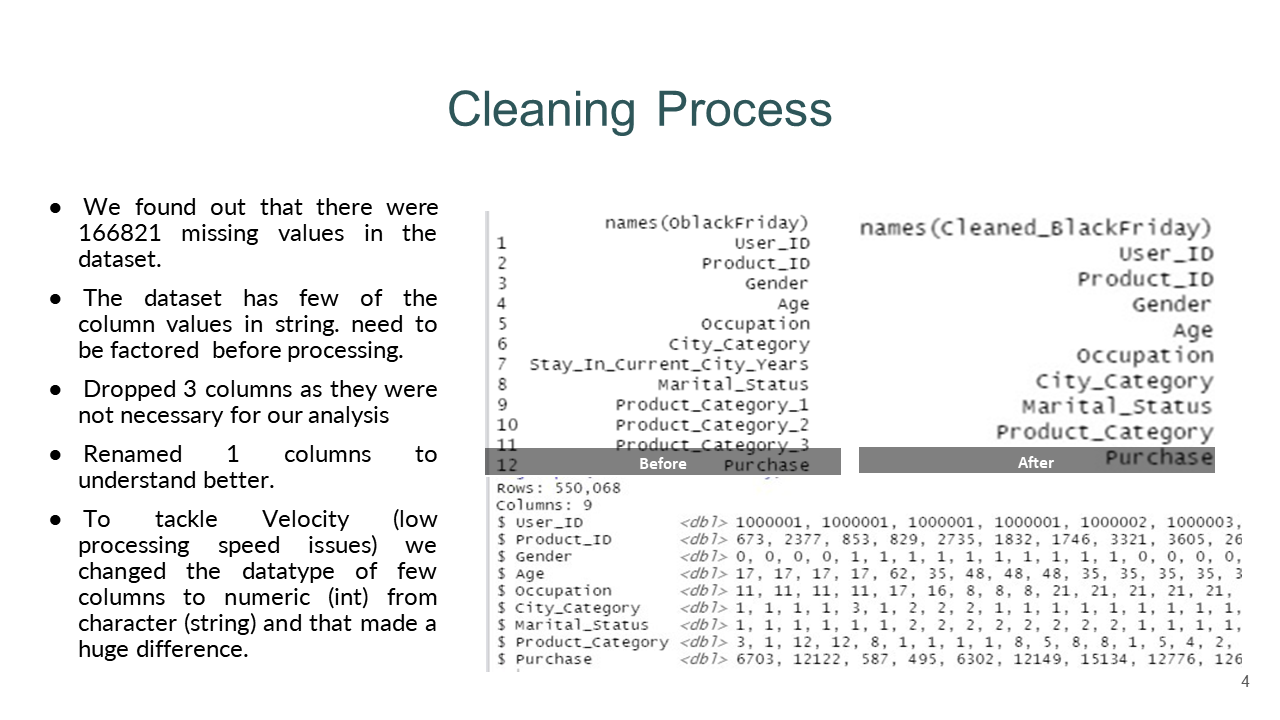 Cleaning Process
● We found out that there were
166821 missing values in the
dataset.
● The dataset has few of the
column values in string. need to
be factored before processing.
● Dropped 3 columns as they were
not necessary for our analysis
● Renamed 1 columns to
understand better.
● To tackle Velocity (low
processing speed issues) we
changed the datatype of few
columns to numeric (int) from
character (string) and that made a
huge difference.
names(OblackFriday)
1 User_ID
2 Product_ID
3 Gender
4 Age
5 Occupation
6 City_Category
7 Stay_In_Current_City_Years
8 Marital_Status
9 Product_Category_1
10 Product_Category_2
11 Product_Category_3
12 Purchase
Before
names(Cleaned_BlackFriday)
User_ID
Product_ID
Gender
Age
Occupation
City_Category
Marital_Status
Product_Category
Purchase
After
Rows: 550,068
Columns: 9
$ User_ID <dbl> 1000001, 1000001, 1000001, 1000001, 1000002, 1000003,
$ Product_ID <dbl> 673, 2377, 853, 829, 2735, 1832, 1746, 3321, 3605, 26
$ Gender <dbl> 0, 0, 0, 0, 1, 1, 1, 1, 1, 1, 1, 1, 1, 0, 0, 0, 0,
$ Age <dbl> 17, 17, 17, 17, 62, 35, 48, 48, 48, 35, 35, 35, 35, 3
$ Occupation <dbl> 11, 11, 11, 11, 17, 16, 8, 8, 8, 21, 21, 21, 21, 21,
$ City_Category <dbl> 1, 1, 1, 1, 3, 1, 2, 2, 2, 1, 1, 1, 1, 1, 1, 1, 1,
$ Marital_Status <dbl> 1, 1, 1, 1, 1, 1, 2, 2, 2, 2, 2, 2, 2, 1, 1, 1, 1,
$ Product_Category <dbl> 3, 1, 12, 12, 8, 1, 1, 1, 1, 8, 5, 8, 8, 1, 5, 4, 2,
$ Purchase <dbl> 6703, 12122, 587, 495, 6302, 12149, 15134, 12776, 126
4